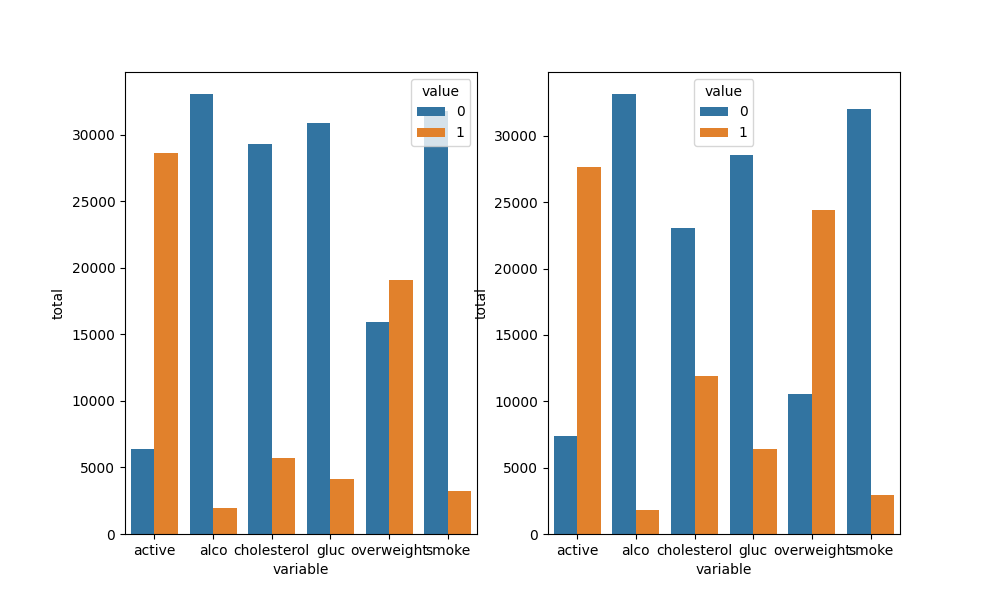 value
0
1
30000
25000
20000
15000
10000
5000
0
total
active alco cholesterol gluc overweight smoke
variable
value
0
1
30000
25000
20000
15000
10000
5000
0
total
active alco cholesterol gluc overweight smoke
variable